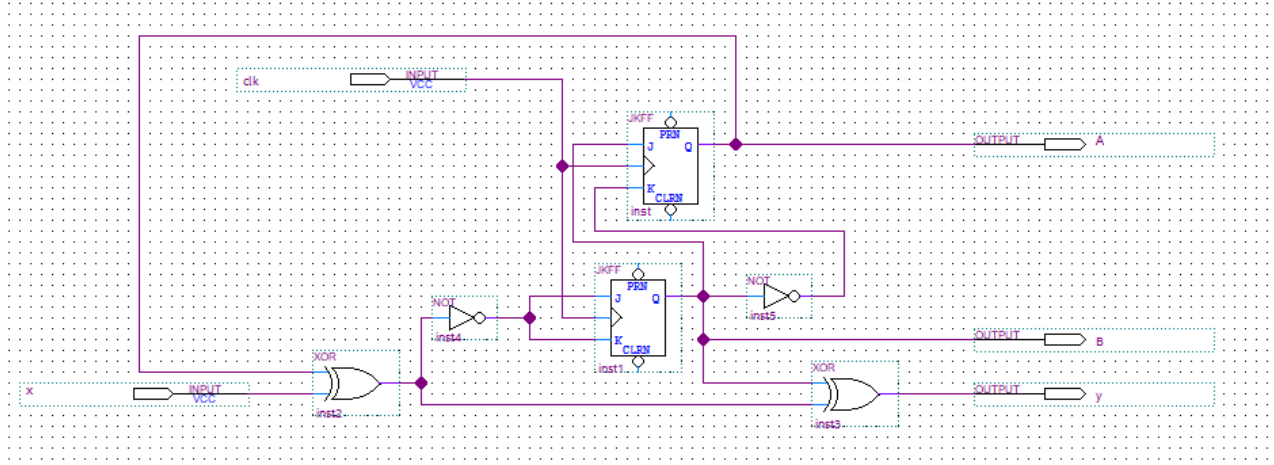 clk
INPUT
VCC
JKFF
PRN
J
Q
K
CLRN
inst
OUTPUT
A
JKFF
PRN
J
Q
K
CLRN
inst1
NOT
inst4
NOT
inst5
OUTPUT
B
XOR
inst2
x
INPUT
VCC
XOR
inst3
OUTPUT
y